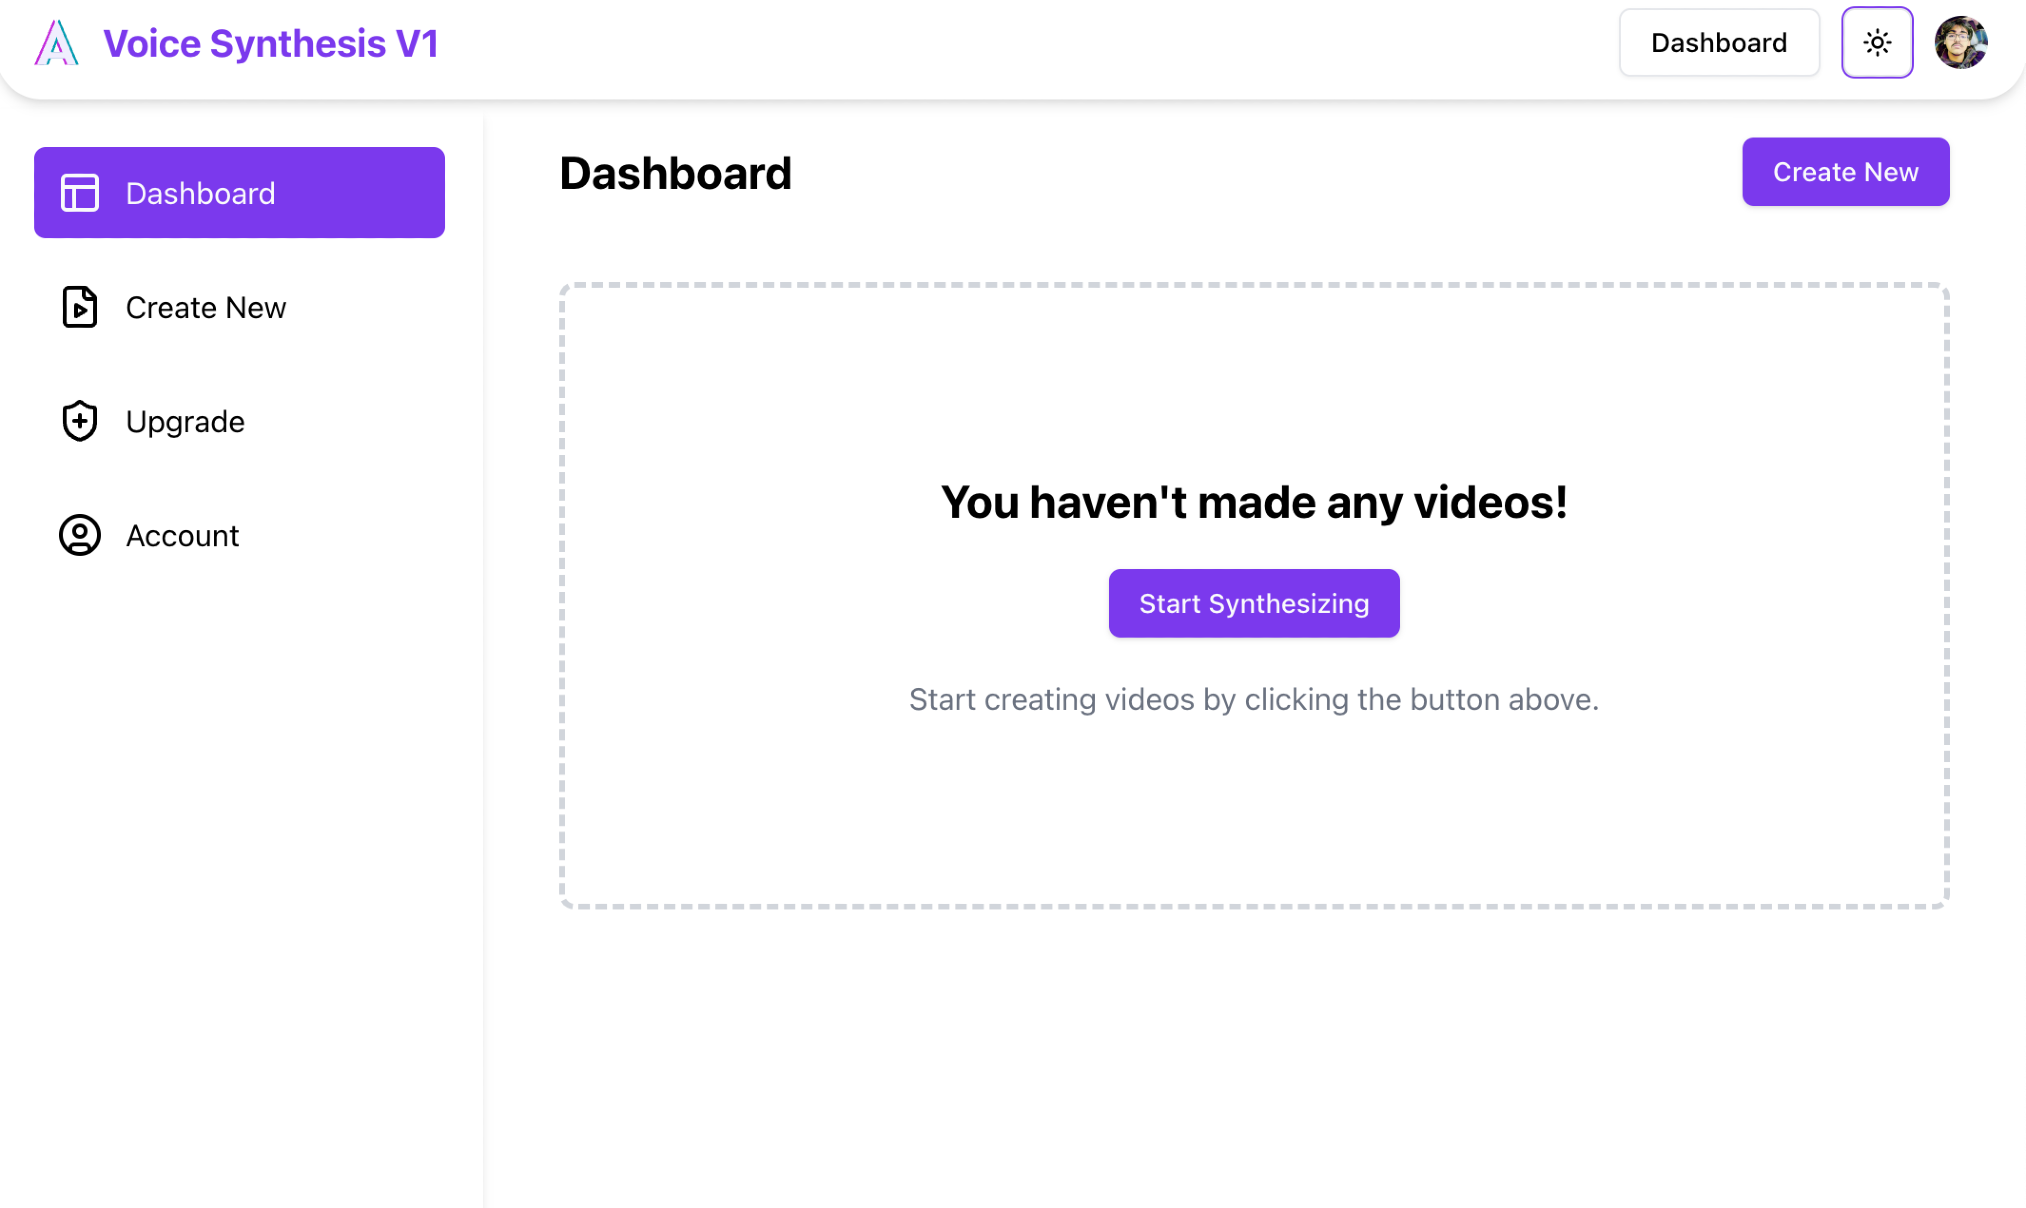 Voice Synthesis V1
Dashboard
Dashboard
Create New
Upgrade
Account
Dashboard
Create New
You haven't made any videos!
Start Synthesizing
Start creating videos by clicking the button above.